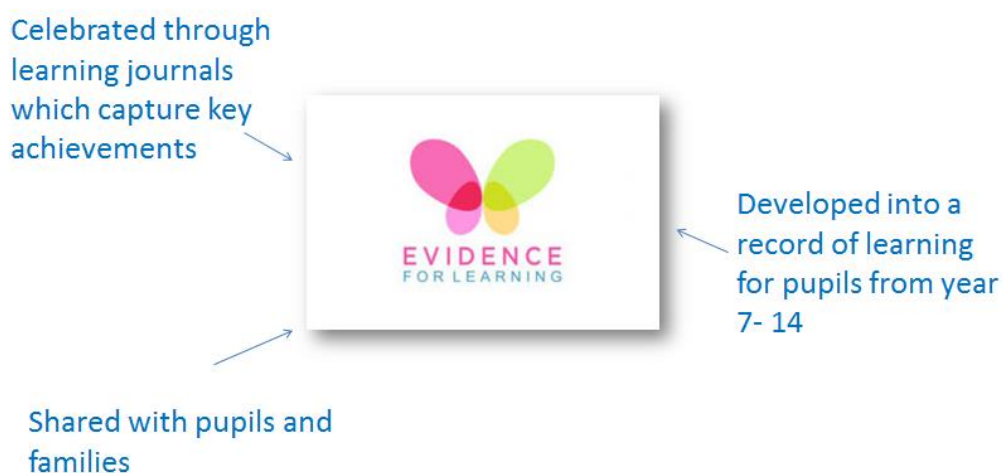 Celebrated through
learning journals
which capture key
achievements
EVIDENCE
FOR LEARNING
Developed into a
record of learning
for pupils from year
7- 14
Shared with pupils and
families